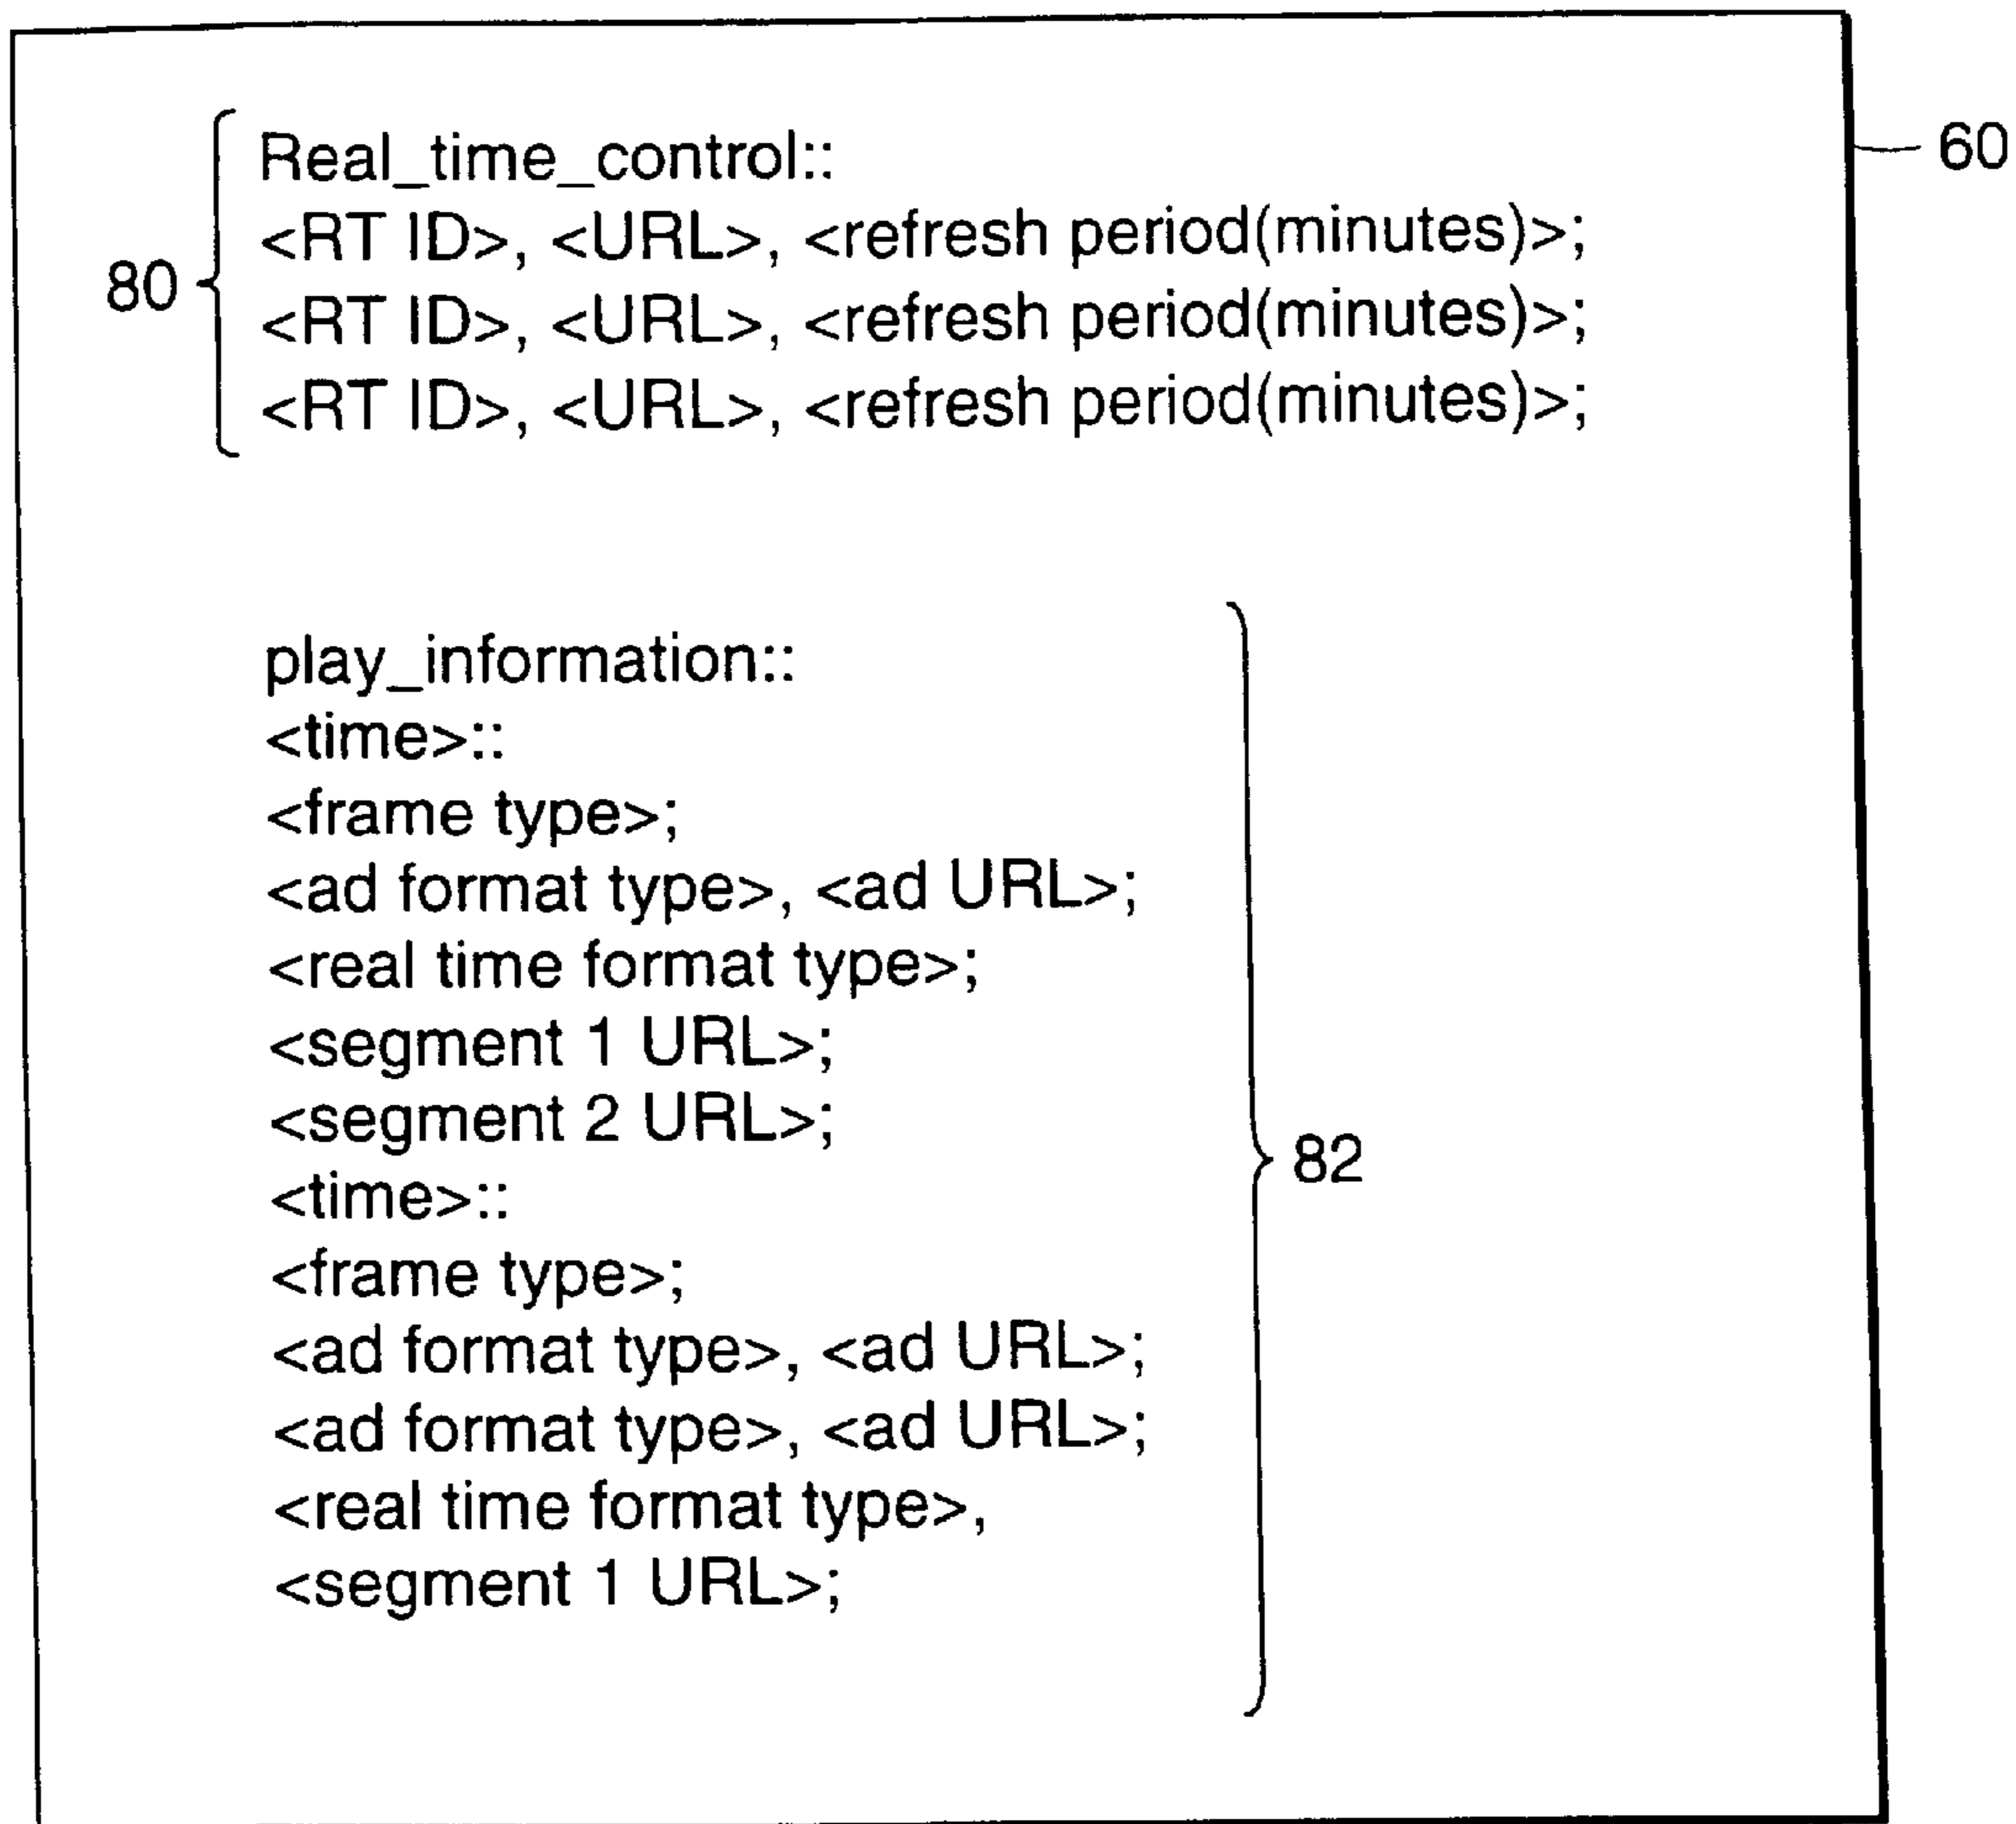 Real_time_control::
60
<RT ID>, <URL>, <refresh period(minutes)>;
80
<RT ID>, <URL>, <refresh period(minutes)>;
<RT ID>, <URL>, <refresh period(minutes)>;
play_information::
<time>::
<frame type>;
<ad format type>, <ad URL>;
<real time format type>;
<segment 1 URL>;
<segment 2 URL>;
82
<time>::
<frame type>;
<ad format type>, <ad URL>;
<ad format type>, <ad URL>;
<real time format type>,
<segment 1 URL>;